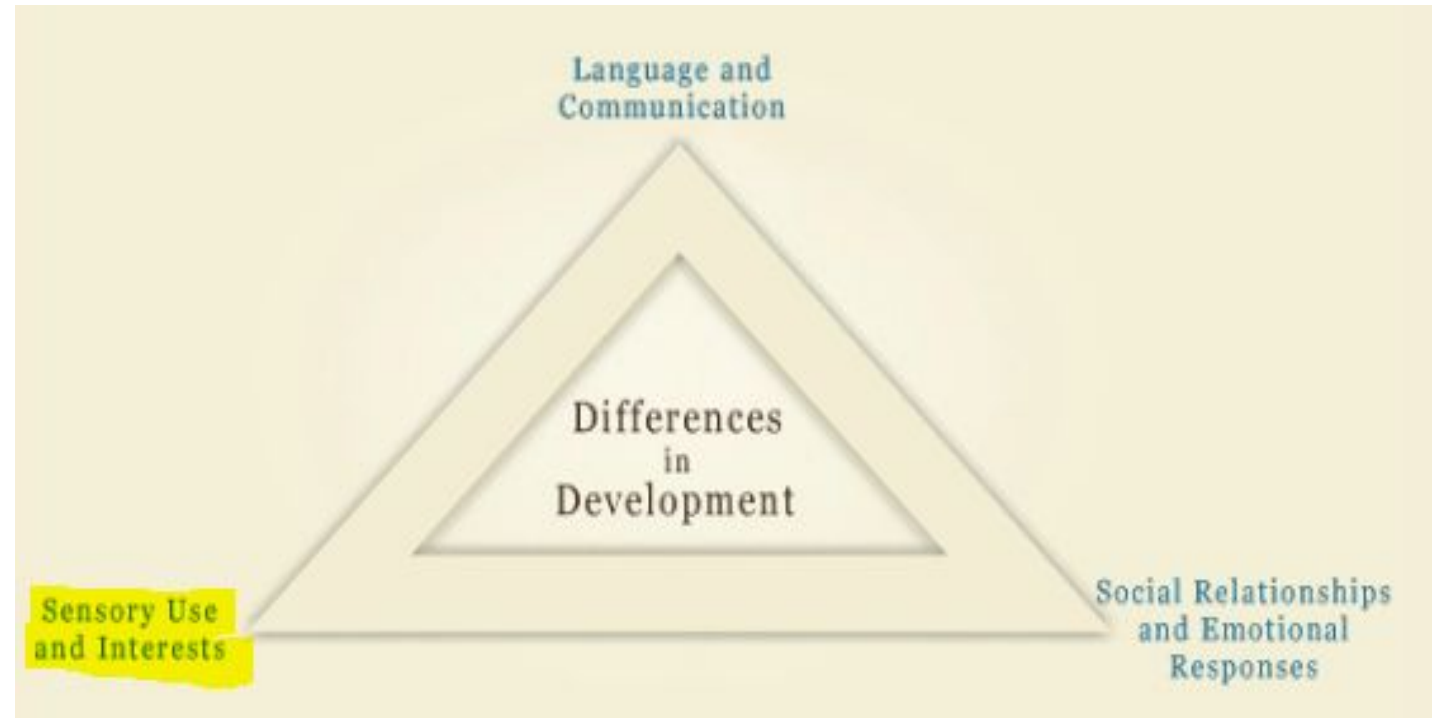 Language and
Communication
Differences
in
Development
Sensory Use
and Interests
Social Relationships
and Emotional
Responses